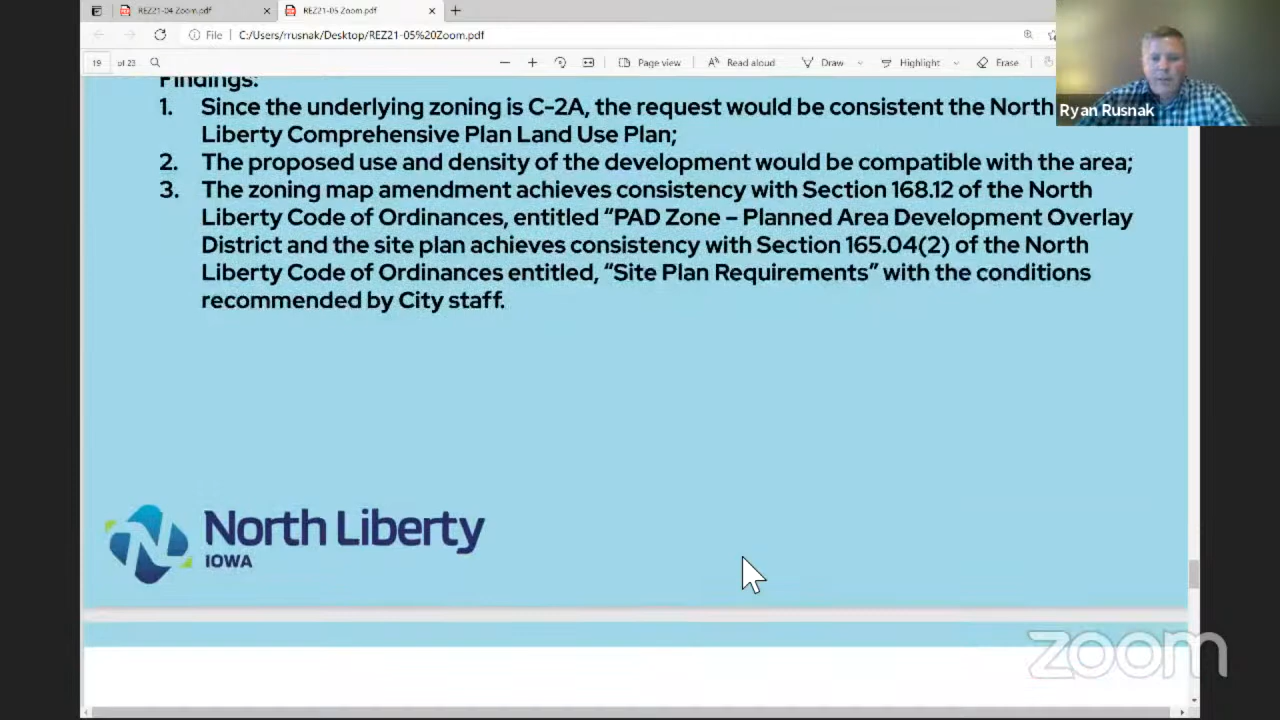 REZ21-04 Zoom.pdf
REZ21-05 Zoom.pdf
File
C:/Users/rrusnak/Desktop/REZ21-05%20Zoom.pdf
19 of 23
Page view
Read aloud
Draw
Highlight
Erase
Ryan Rusnak
Findings:
1. Since the underlying zoning is C-2A, the request would be consistent the North
Liberty Comprehensive Plan Land Use Plan;
2. The proposed use and density of the development would be compatible with the area;
3. The zoning map amendment achieves consistency with Section 168.12 of the North
Liberty Code of Ordinances, entitled “PAD Zone – Planned Area Development Overlay
District and the site plan achieves consistency with Section 165.04(2) of the North
Liberty Code of Ordinances entitled, “Site Plan Requirements” with the conditions
recommended by City staff.
North Liberty
IOWA
zoom